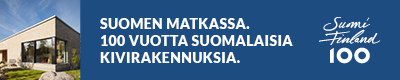 SUOMEN MATKASSA.
100 VUOTTA SUOMALAISIA
KIVIRAKENNUKSIA.
Suomi
Finland
100